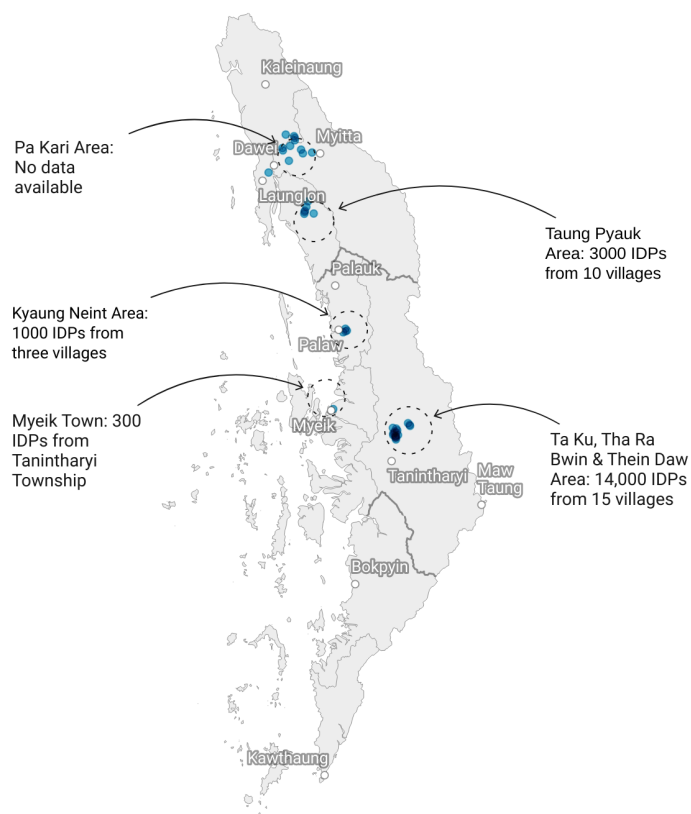 Kaleinaung
Pa Kari Area:
No data
available
Dawei
Myitta
Launglon
Taung Pyauk
Area: 3000 IDPs
from 10 villages
Palauk
Kyaung Neint Area:
1000 IDPs from
three villages
Palaw
Myeik Town: 300
IDPs from
Tanintharyi
Township
Myeik
Ta Ku, Tha Ra
Bwin & Thein Daw
Area: 14,000 IDPs
from 15 villages
Tanintharyi
Maw
Taung
Bokpyin
Kawthaung